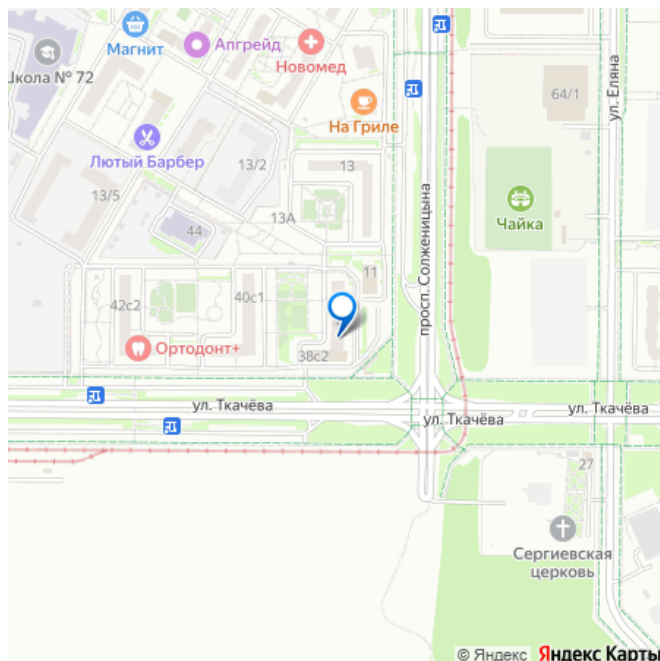 Магнит
Апгрейд
Новомед
Школа № 72
64/1
ул. Еляна
На Гриле
Лютый Барбер
13/2
13
13/5
Чайка
13А
44
просп. Солженицына
11
42с2
40с1
Ортодонт+
38с2
ул. Ткачёва
ул. Ткачёва
ул. Ткачёва
27
Сергиевская
церковь
© Яндекс Яндекс Карты